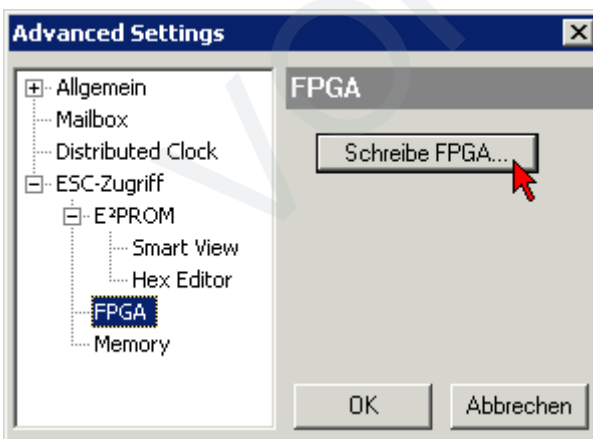 Advanced Settings
Allgemein
Mailbox
Distributed Clock
ESC-Zugriff
E²PROM
Smart View
Hex Editor
FPGA
Memory
FPGA
Schreibe FPGA...
OK
Abbrechen